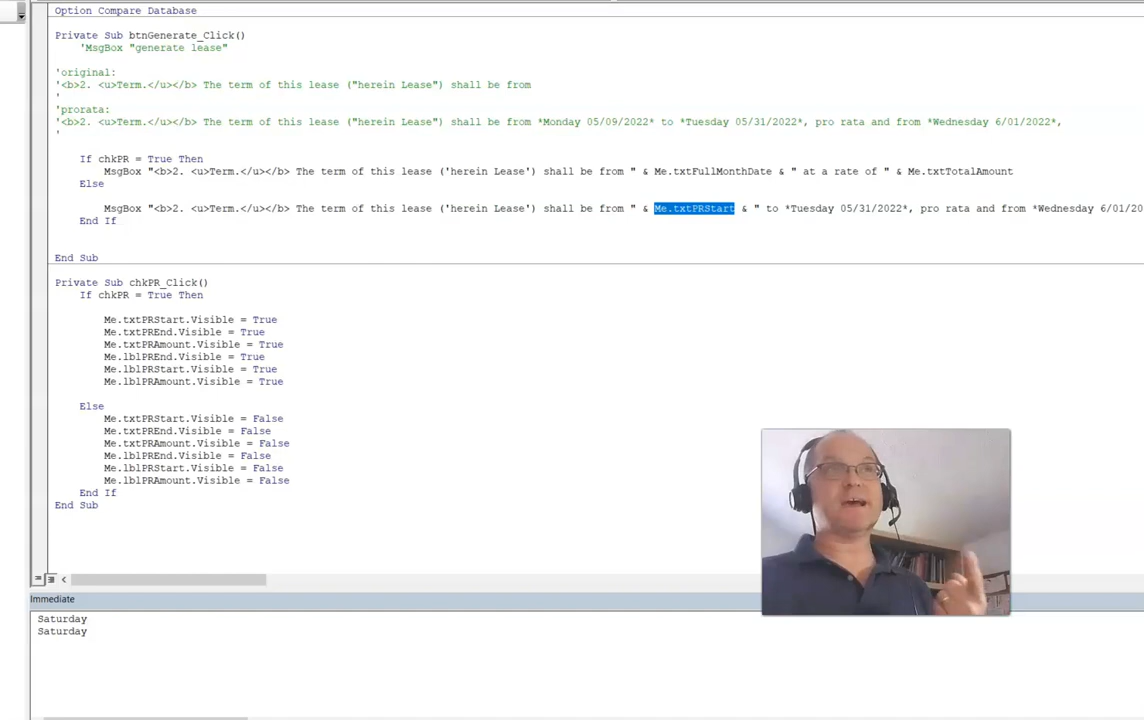 Option Compare Database
Private Sub btnGenerate_Click()
'MsgBox "generate lease"
'original:
'<b>2. <u>Term.</u></b> The term of this lease ("herein Lease") shall be from
'
'prorata:
'<b>2. <u>Term.</u></b> The term of this lease ("herein Lease") shall be from *Monday 05/09/2022* to *Tuesday 05/31/2022*, pro rata and from *Wednesday 6/01/2022*,
'
If chkPR = True Then
MsgBox "<b>2. <u>Term.</u></b> The term of this lease ('herein Lease') shall be from " & Me.txtFullMonthDate & " at a rate of " & Me.txtTotalAmount
Else
MsgBox "<b>2. <u>Term.</u></b> The term of this lease ('herein Lease') shall be from " & Me.txtPRStart & " to *Tuesday 05/31/2022*, pro rata and from *Wednesday 6/01/20
End If
End Sub
Private Sub chkPR_Click()
If chkPR = True Then
Me.txtPRStart.Visible = True
Me.txtPREnd.Visible = True
Me.txtPRAmount.Visible = True
Me.lblPREnd.Visible = True
Me.lblPRStart.Visible = True
Me.lblPRAmount.Visible = True
Else
Me.txtPRStart.Visible = False
Me.txtPREnd.Visible = False
Me.txtPRAmount.Visible = False
Me.lblPREnd.Visible = False
Me.lblPRStart.Visible = False
Me.lblPRAmount.Visible = False
End If
End Sub
Immediate
Saturday
Saturday